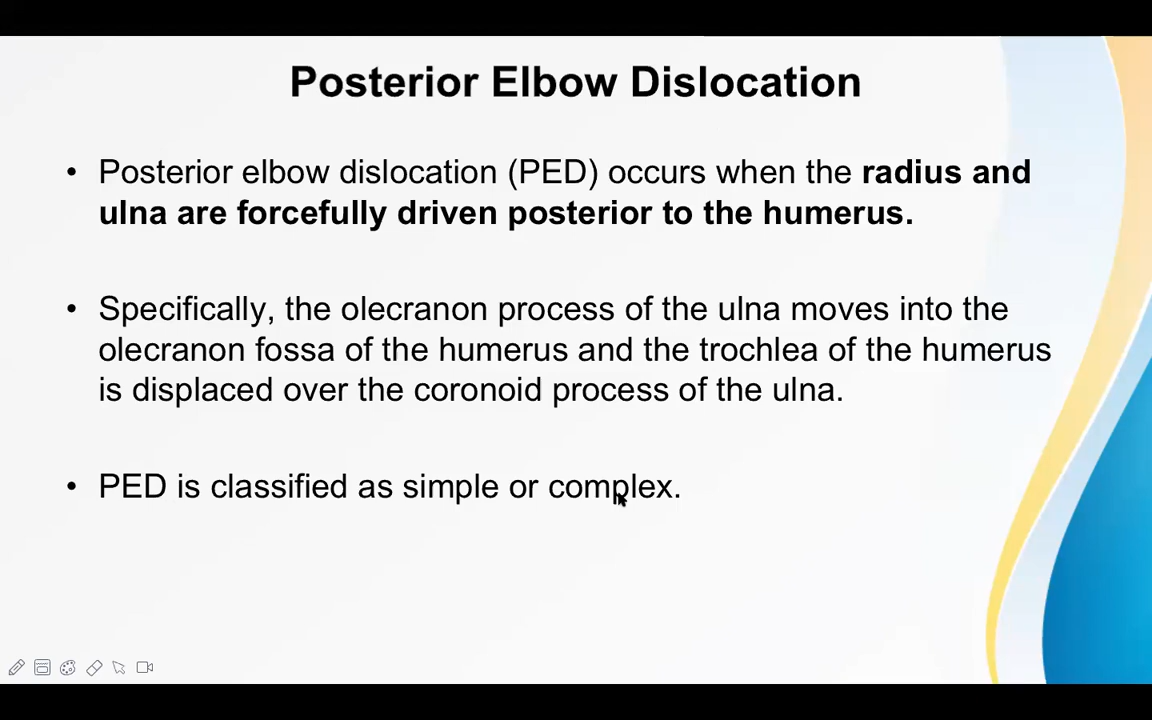 Posterior Elbow Dislocation
• Posterior elbow dislocation (PED) occurs when the radius and
ulna are forcefully driven posterior to the humerus.
• Specifically, the olecranon process of the ulna moves into the
olecranon fossa of the humerus and the trochlea of the humerus
is displaced over the coronoid process of the ulna.
• PED is classified as simple or complex.